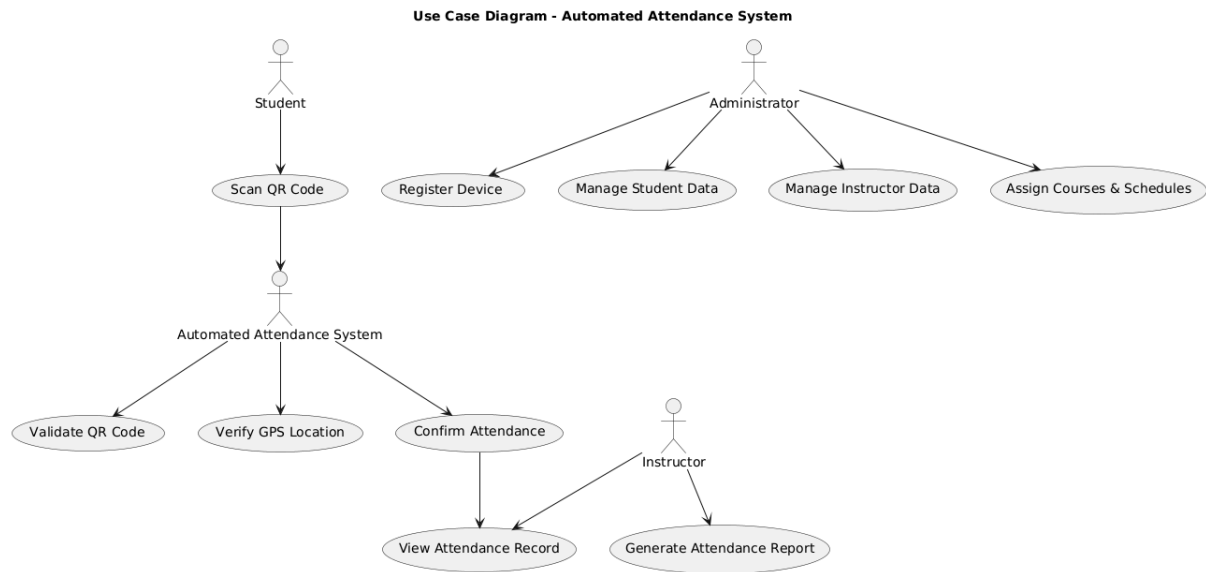 Use Case Diagram - Automated Attendance System
Student
Administrator
Scan QR Code
Register Device
Manage Student Data
Manage Instructor Data
Assign Courses & Schedules
Automated Attendance System
Validate QR Code
Verify GPS Location
Confirm Attendance
Instructor
View Attendance Record
Generate Attendance Report